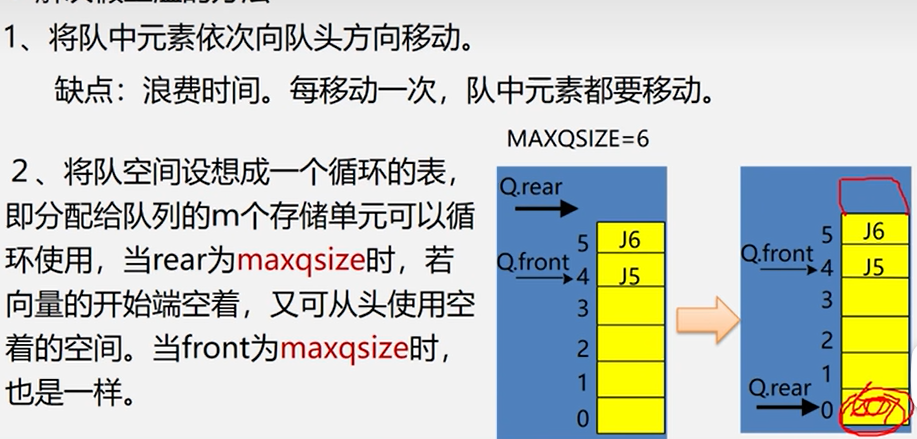 1、将队中元素依次向队头方向移动。
缺点：浪费时间。每移动一次，队中元素都要移动。
2、将队空间设想成一个循环的表，
即分配给队列的m个存储单元可以循
环使用，当rear为maxqsize时，若
向量的开始端空着，又可从头使用空
着的空间。当front为maxqsize时，
也是一样。
MAXQSIZE=6
Q.rear
5 J6
Q.front
4 J5
3
2
1
0
5 J6
Q.front
4 J5
3
2
1
Q.rear
0